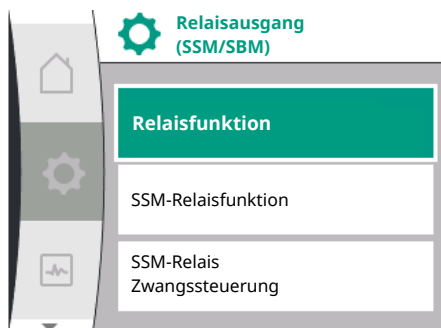 Relaisausgang
(SSM/SBM)
Relaisfunktion
SSM-Relaisfunktion
SSM-Relais
Zwangssteuerung